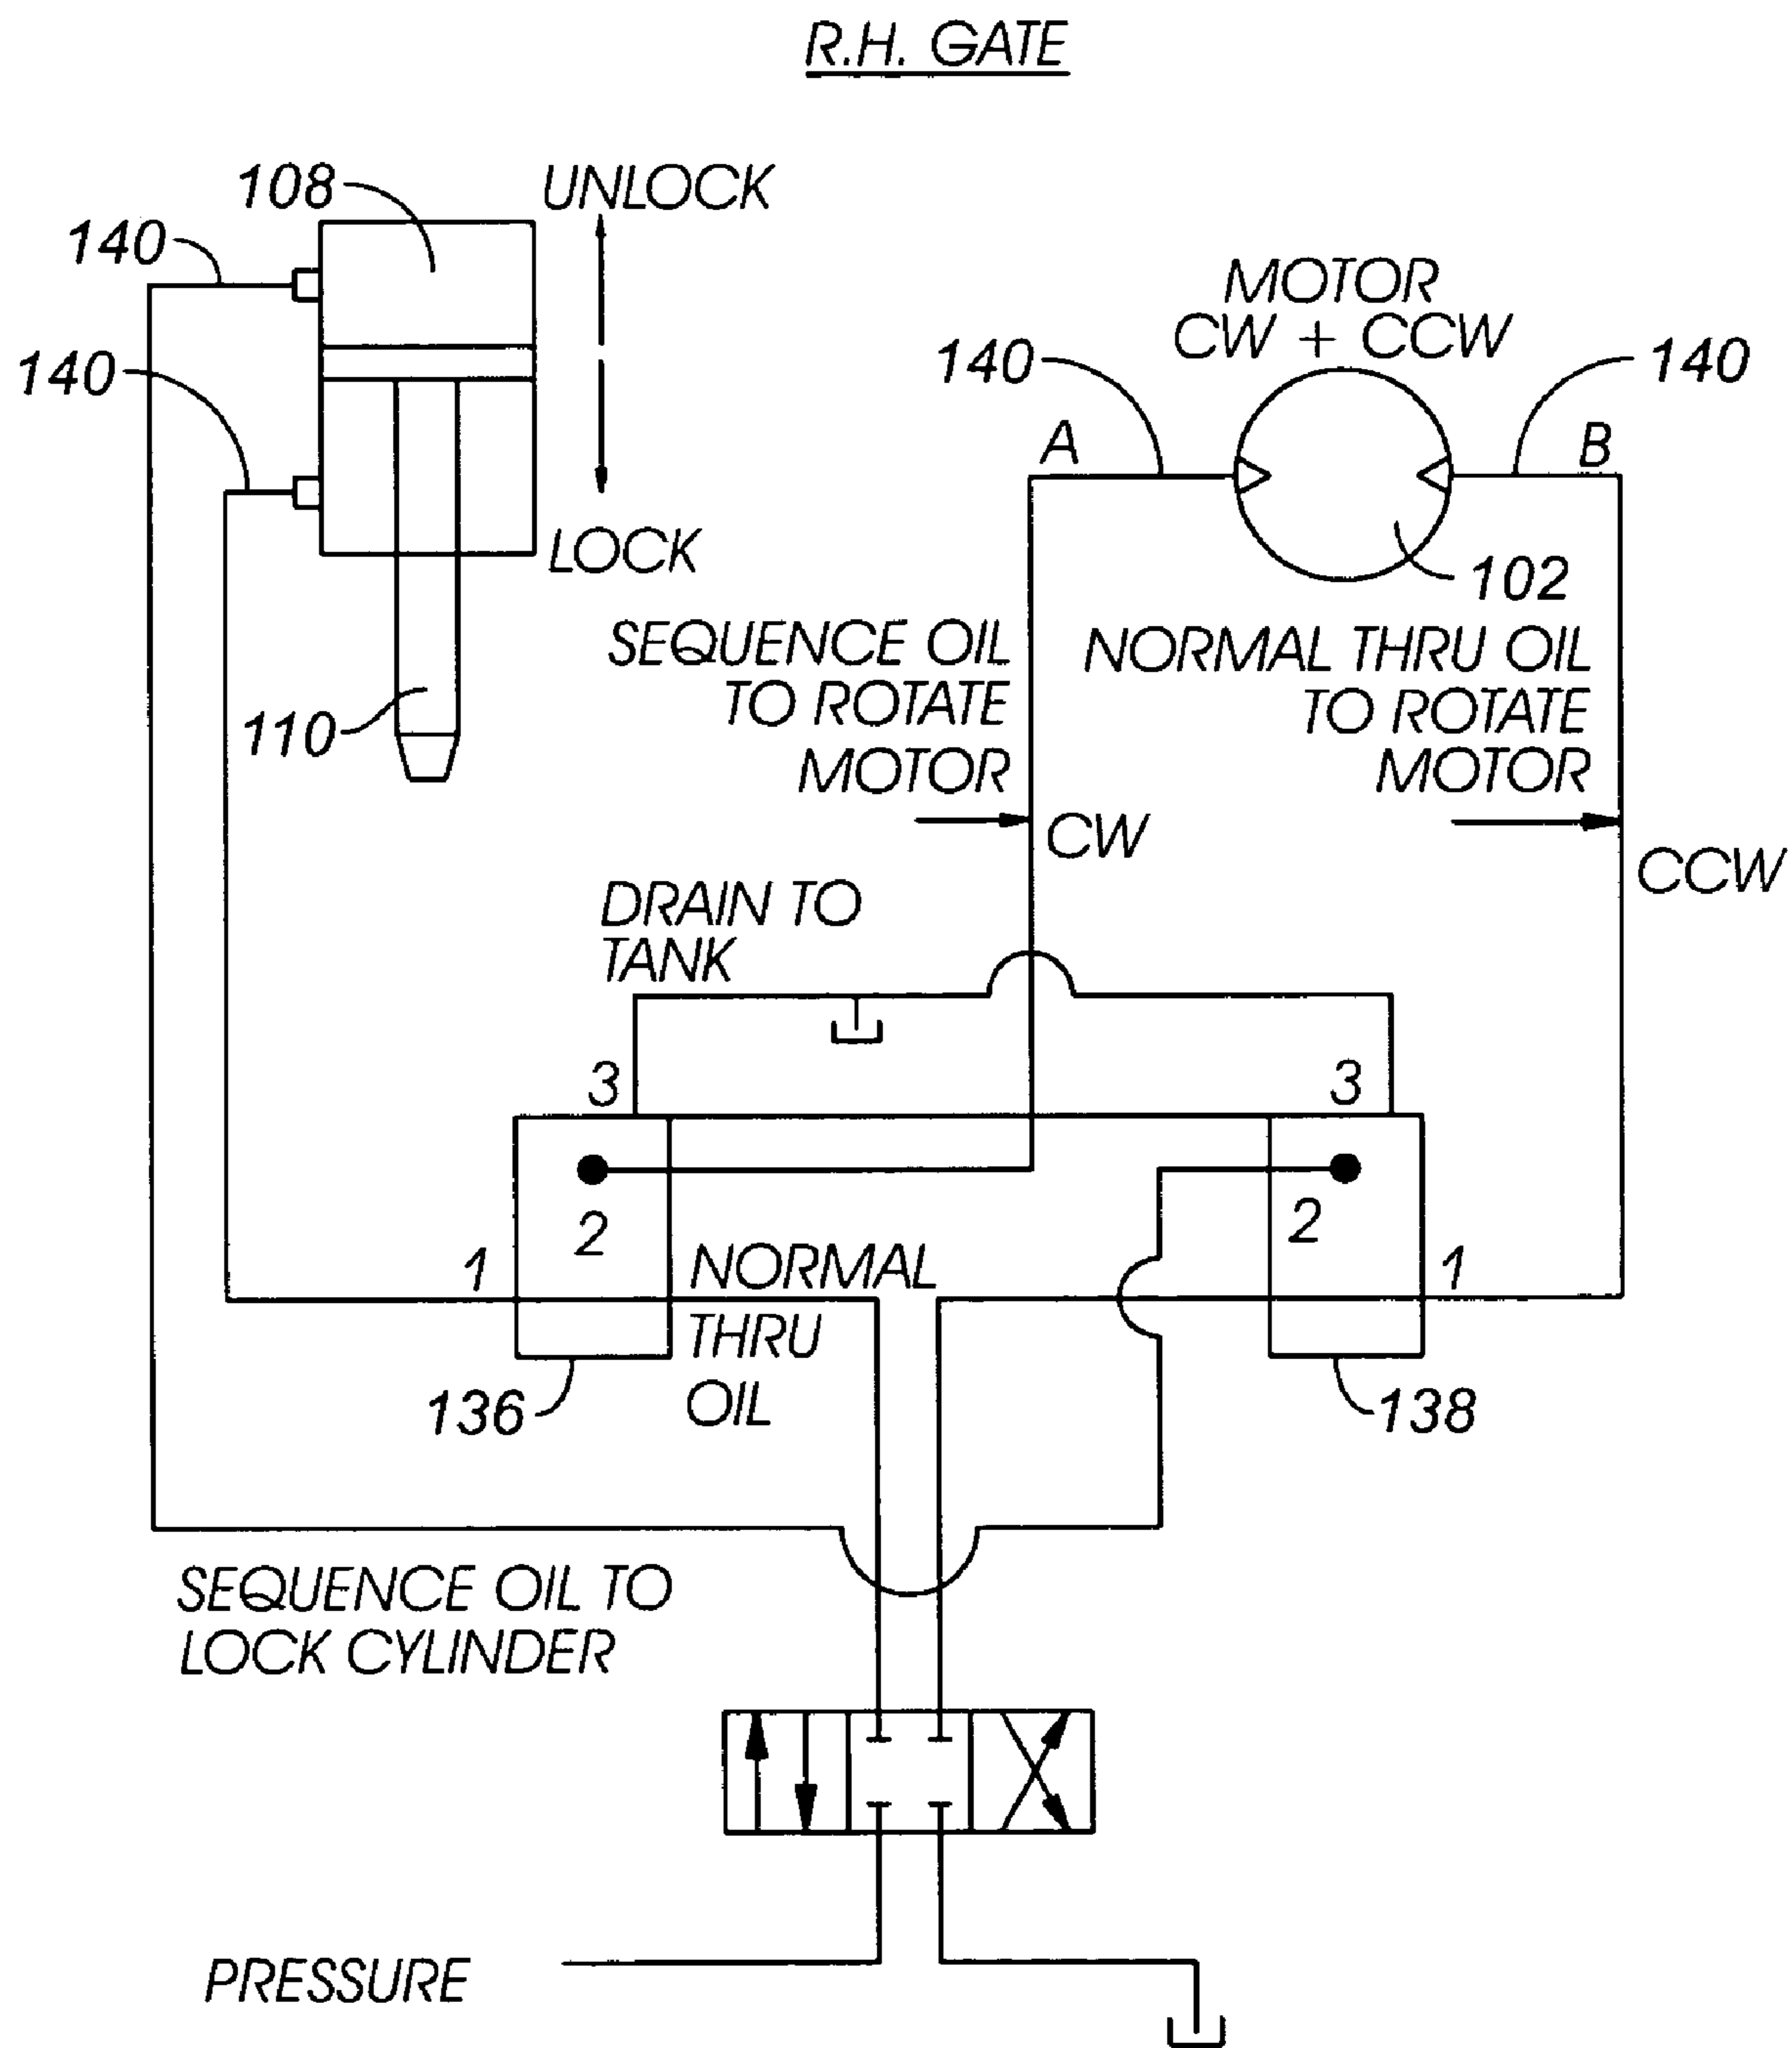 R.H. GATE
108
UNLOCK
140
140
LOCK
110
MOTOR
CW + CCW
140
140
A
B
102
SEQUENCE OIL
TO ROTATE
MOTOR
CW
NORMAL THRU OIL
TO ROTATE
MOTOR
CCW
DRAIN TO
TANK
3
3
2
2
1
1
NORMAL
THRU
OIL
136
138
SEQUENCE OIL TO
LOCK CYLINDER
PRESSURE